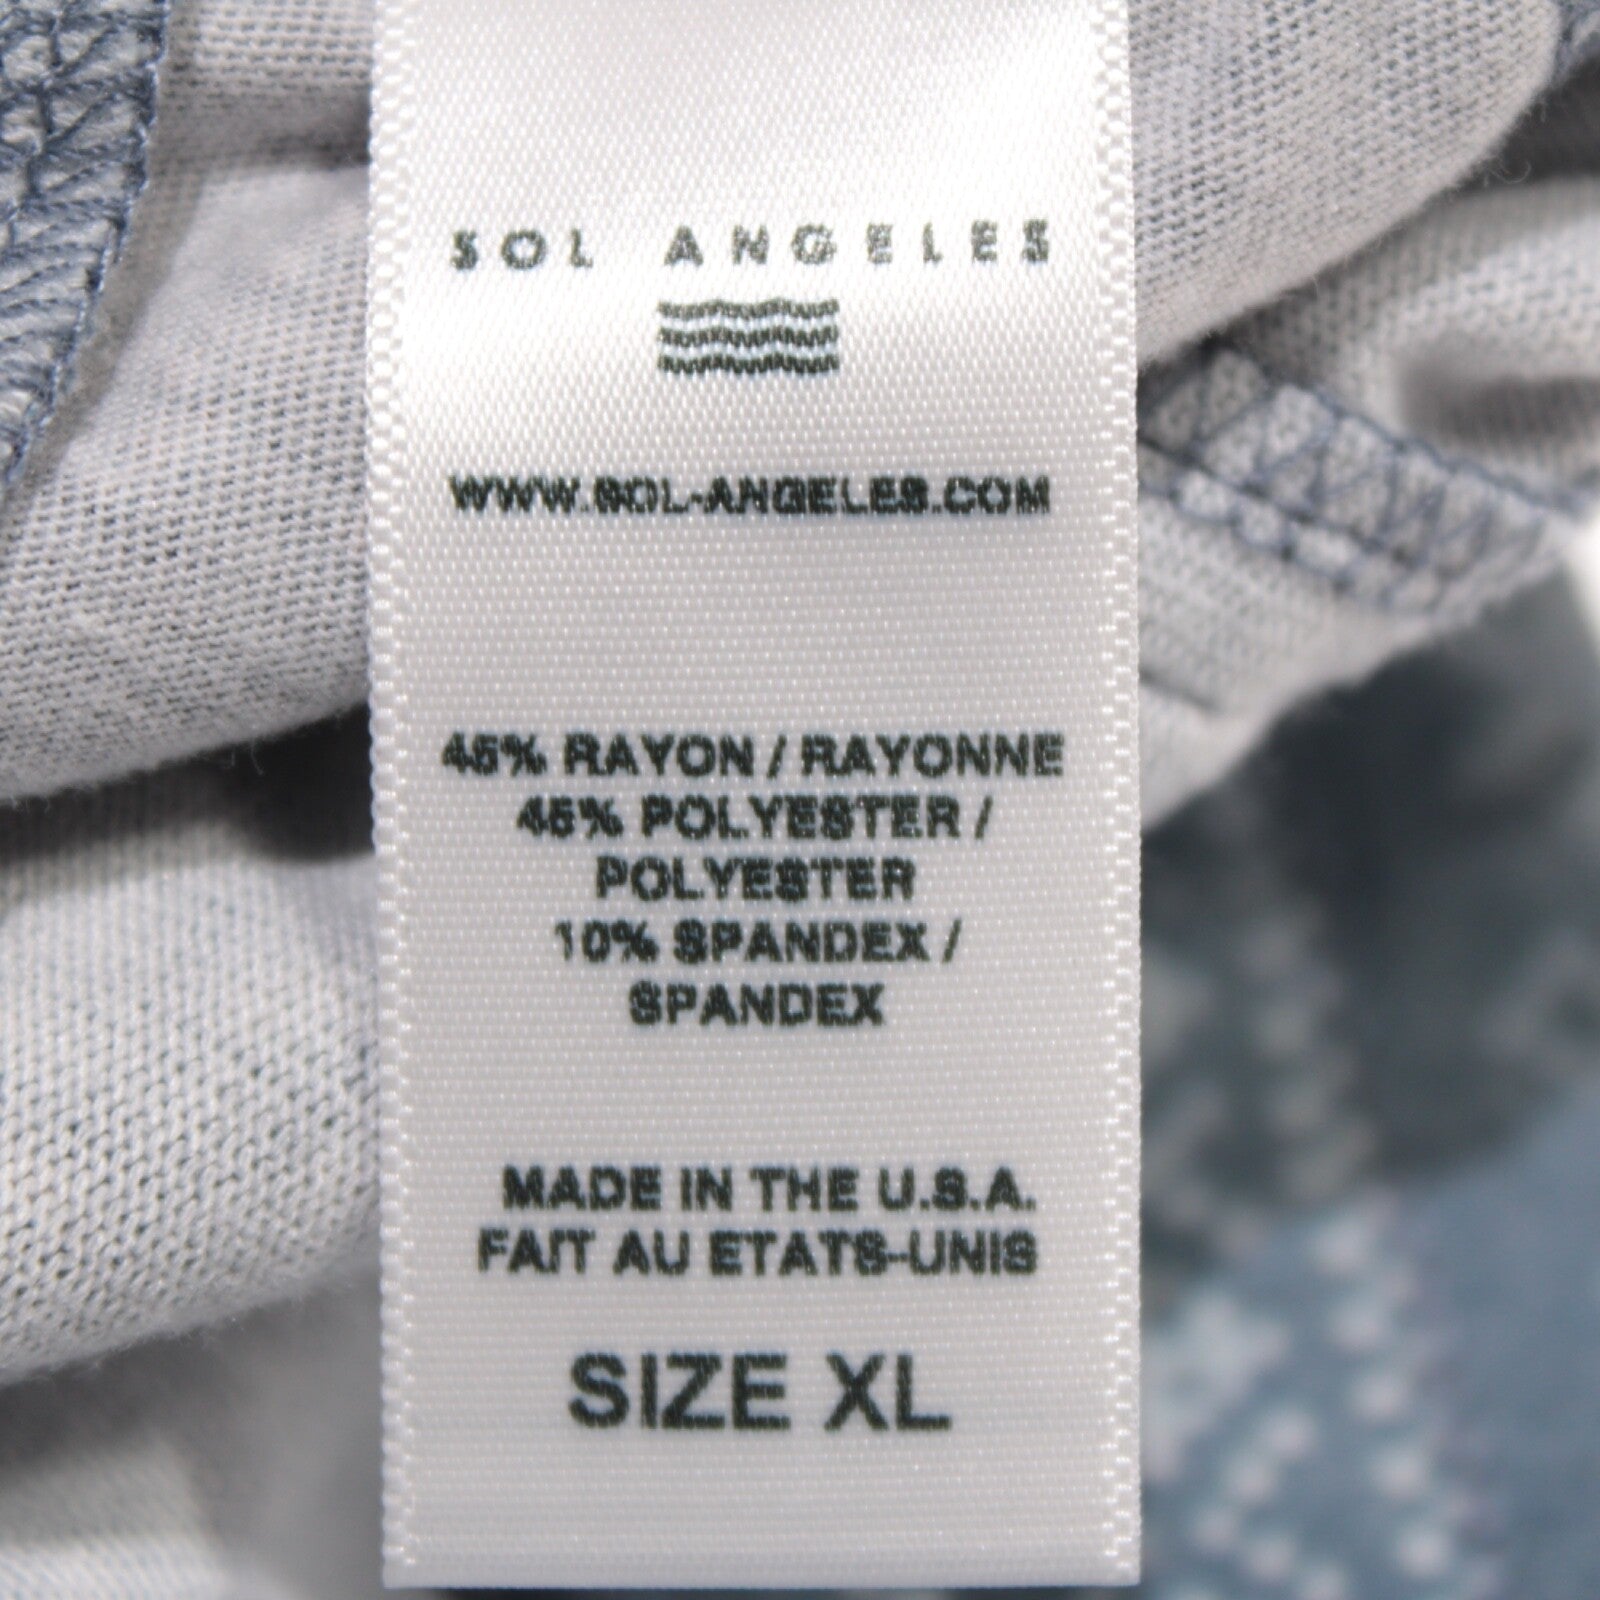 SOL ANGELES
WWW.SOL-ANGELES.COM
45% RAYON / RAYONNE
45% POLYESTER /
POLYESTER
10% SPANDEX /
SPANDEX
MADE IN THE U.S.A.
FAIT AU ETATS-UNIS
SIZE XL